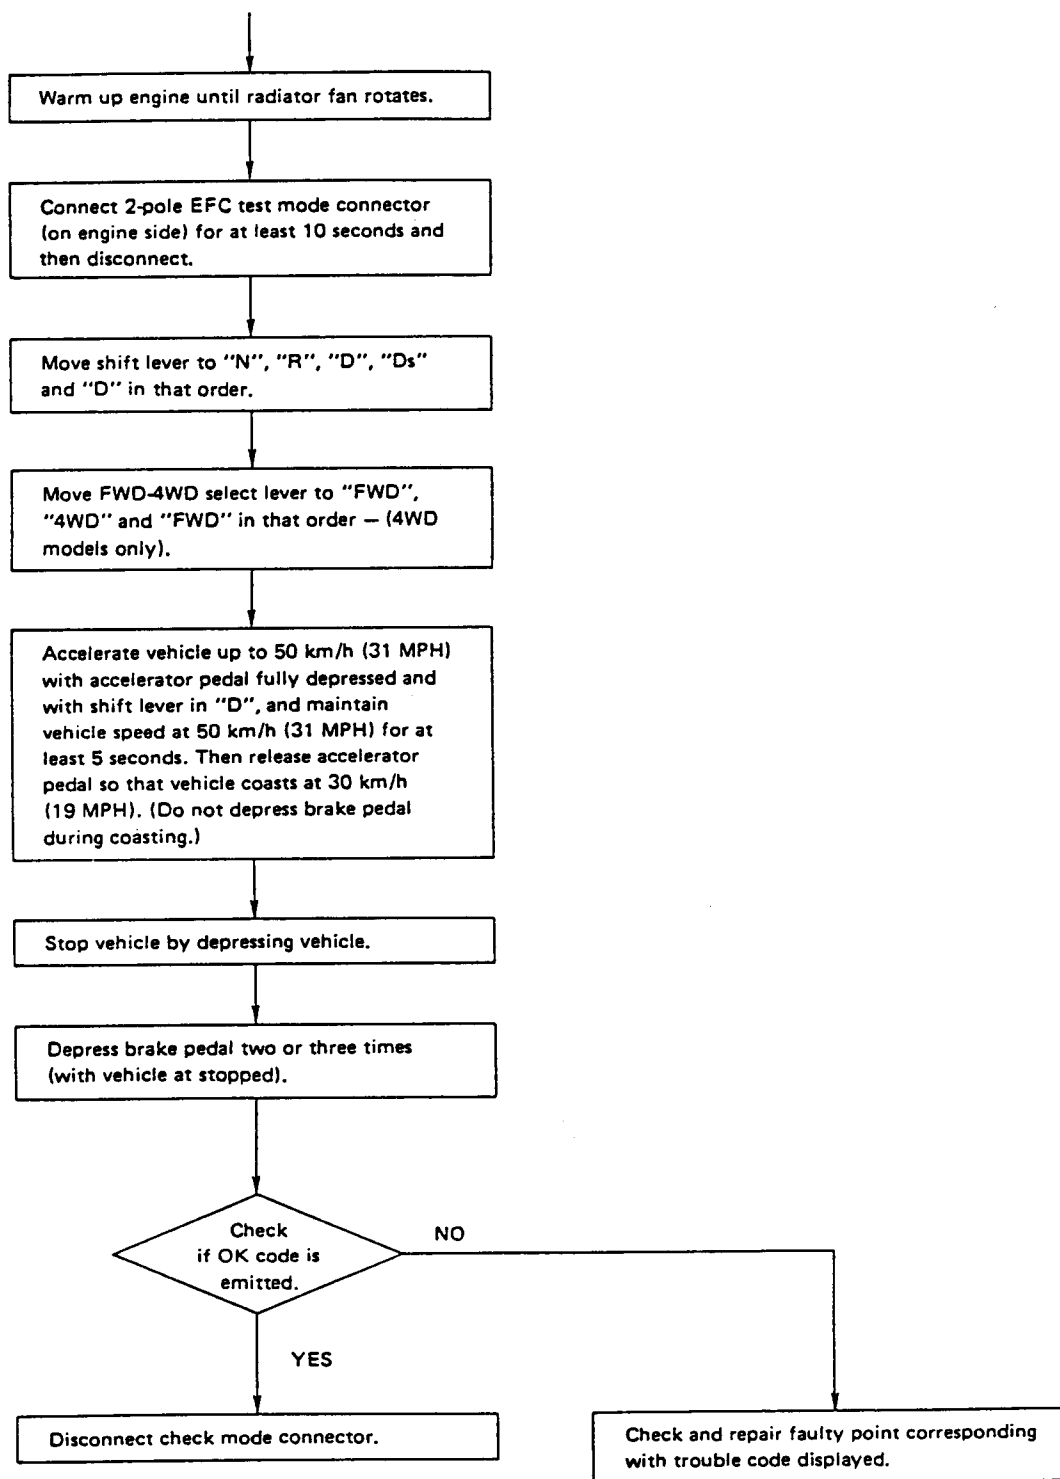 Warm up engine until radiator fan rotates.
Connect 2-pole EFC test mode connector
(on engine side) for at least 10 seconds and
then disconnect.
Move shift lever to "N", "R", "D", "Ds"
and "D" in that order.
Move FWD-4WD select lever to "FWD",
"4WD" and "FWD" in that order — (4WD
models only).
Accelerate vehicle up to 50 km/h (31 MPH)
with accelerator pedal fully depressed and
with shift lever in "D", and maintain
vehicle speed at 50 km/h (31 MPH) for at
least 5 seconds. Then release accelerator
pedal so that vehicle coasts at 30 km/h
(19 MPH). (Do not depress brake pedal
during coasting.)
Stop vehicle by depressing vehicle.
Depress brake pedal two or three times
(with vehicle at stopped).
Check
if OK code is
emitted.
NO
YES
Disconnect check mode connector.
Check and repair faulty point corresponding
with trouble code displayed.